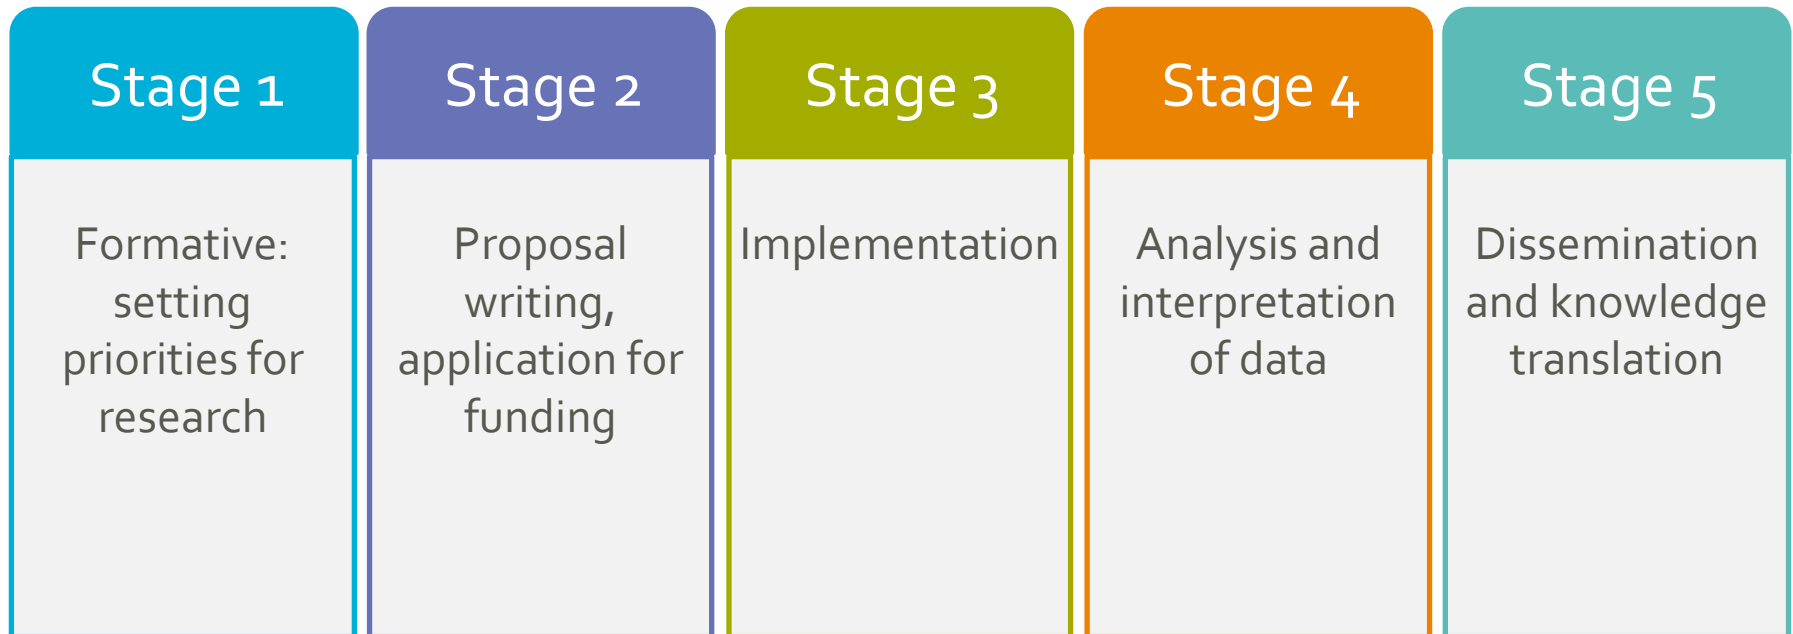 Stage 1
Formative:
setting
priorities for
research
Stage 2
Proposal
writing,
application for
funding
Stage 3
Implementation
Stage 4
Analysis and
interpretation
of data
Stage 5
Dissemination
and knowledge
translation